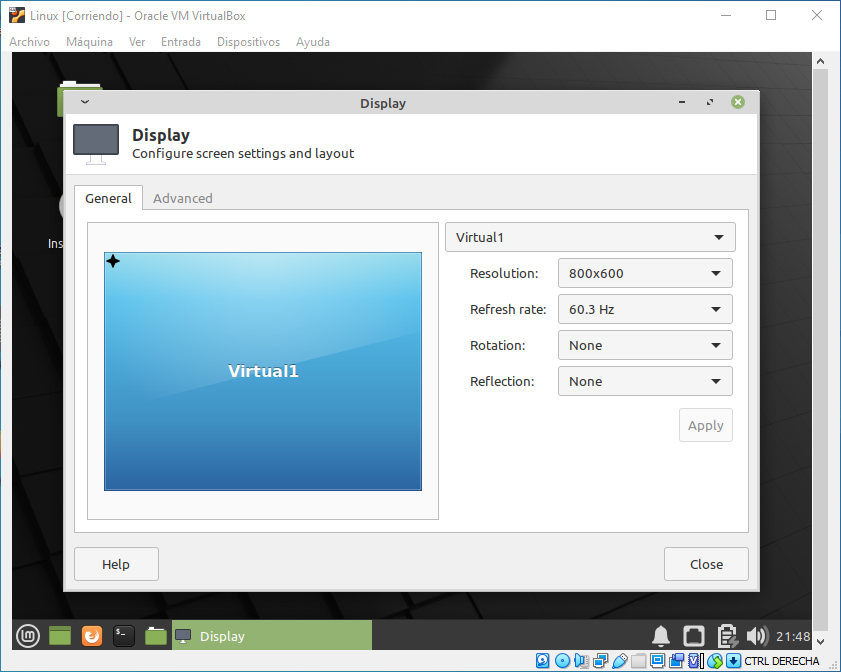 Linux [Corriendo] - Oracle VM VirtualBox
Archivo Máquina Ver Entrada Dispositivos Ayuda
Display
Display
Configure screen settings and layout
General Advanced
Ins
Virtual1
Resolution: 800x600
Refresh rate: 60.3 Hz
Rotation: None
Virtual1
Reflection: None
Apply
Help Close
Display 21:48
CTRL DERECHA